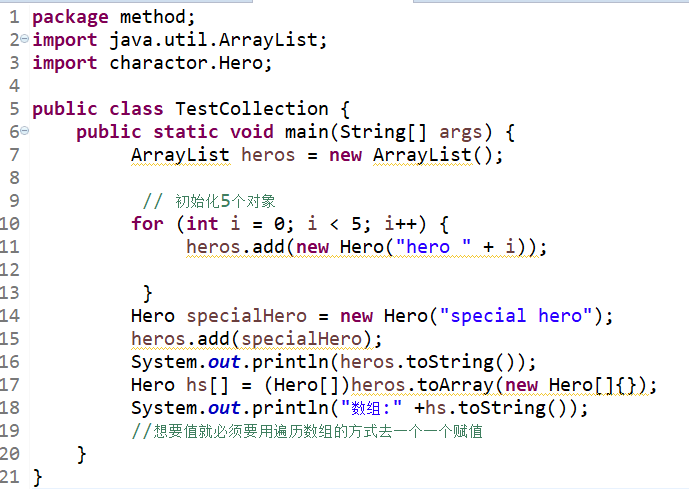 1 package method;
2 import java.util.ArrayList;
3 import charactor.Hero;
4
5 public class TestCollection {
6     public static void main(String[] args) {
7         ArrayList heros = new ArrayList();
8
9          // 初始化5个对象
10         for (int i = 0; i < 5; i++) {
11             heros.add(new Hero("hero " + i));
12
13          }
14         Hero specialHero = new Hero("special hero");
15         heros.add(specialHero);
16         System.out.println(heros.toString());
17         Hero hs[] = (Hero[])heros.toArray(new Hero[]{});
18         System.out.println("数组:" +hs.toString());
19         //想要值就必须要用遍历数组的方式去一个一个赋值
20     }
21 }